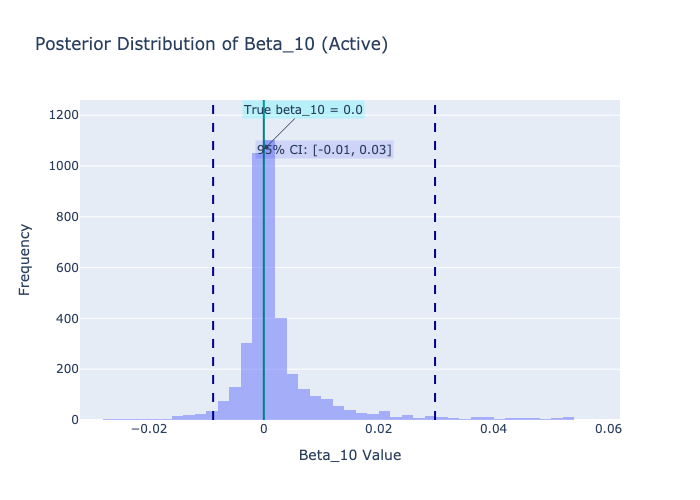 Posterior Distribution of Beta_10 (Active)
True beta_10 = 0.0
95% CI: [-0.01, 0.03]
1200
1000
800
600
400
200
0
Frequency
−0.02
0
0.02
0.04
0.06
Beta_10 Value